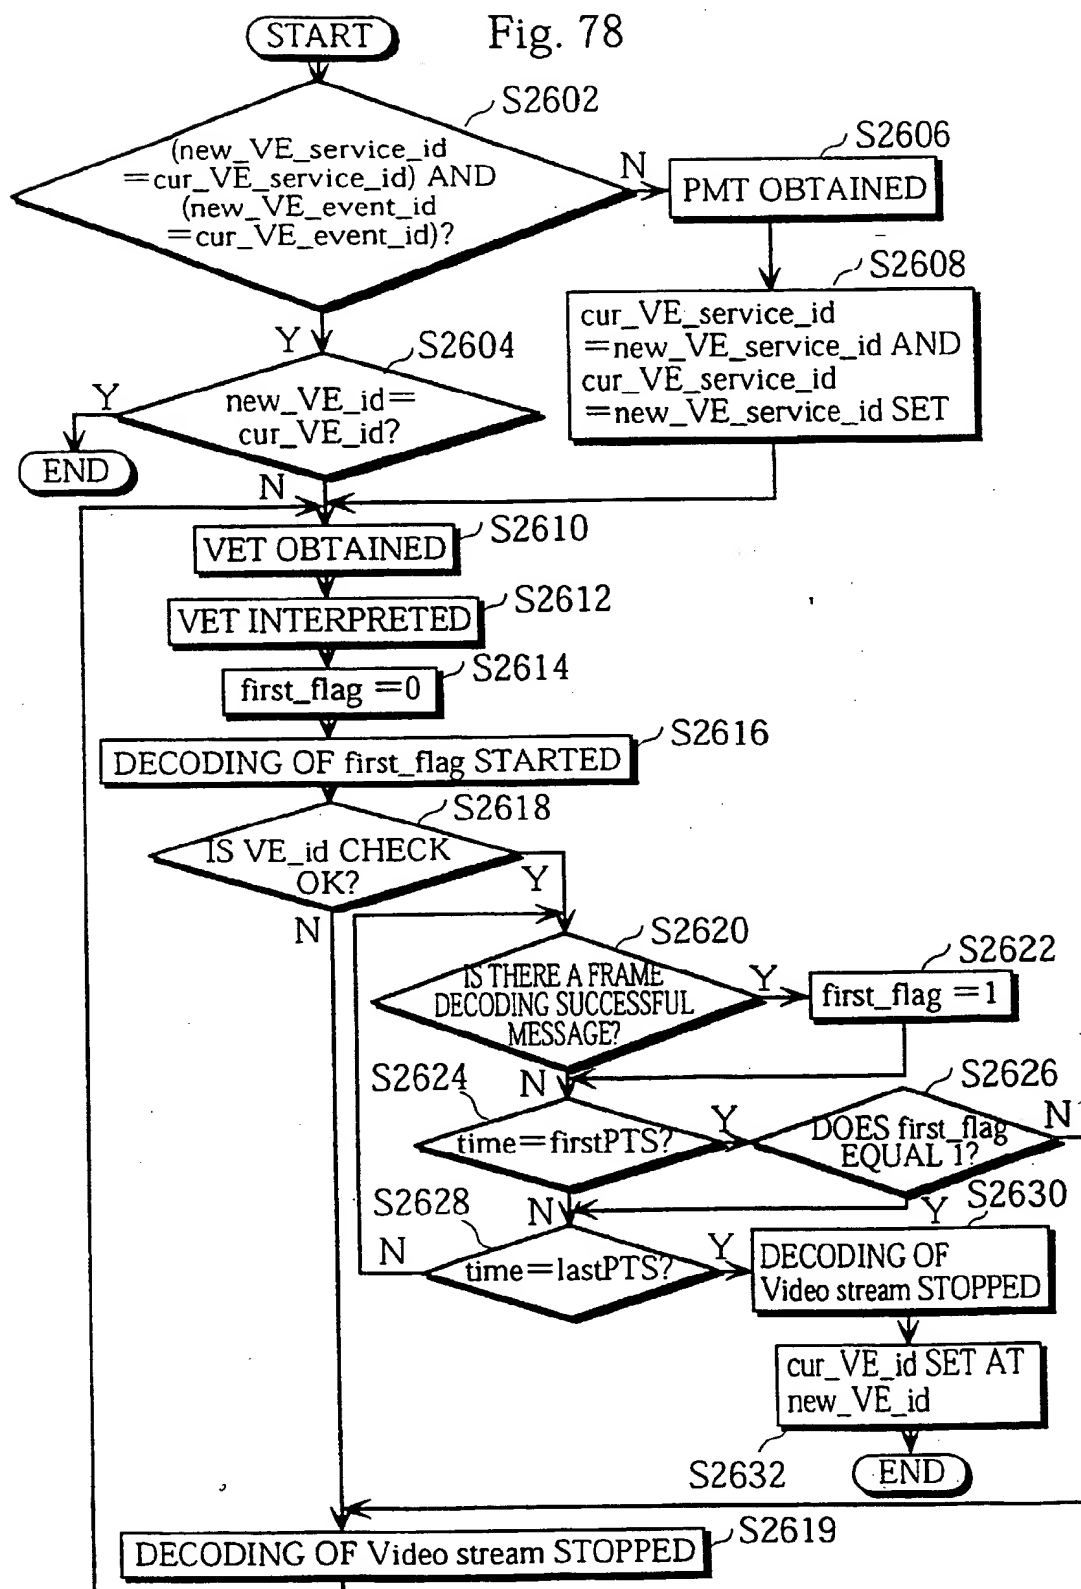 START
Fig. 78
S2602
(new_VE_service_id
=cur_VE_service_id) AND
(new_VE_event_id
=cur_VE_event_id)?
N
S2606
PMT OBTAINED
S2608
cur_VE_service_id
=new_VE_service_id AND
cur_VE_service_id
=new_VE_service_id SET
Y
S2604
new_VE_id=
cur_VE_id?
Y
END
N
S2610
VET OBTAINED
S2612
VET INTERPRETED
S2614
first_flag =0
S2616
DECODING OF first_flag STARTED
S2618
IS VE_id CHECK
OK?
Y
N
S2620
IS THERE A FRAME
DECODING SUCCESSFUL
MESSAGE?
Y
S2622
first_flag =1
N
S2624
time=firstPTS?
Y
S2626
DOES first_flag
EQUAL 1?
N
Y
N
S2628
time=lastPTS?
N
Y
S2630
DECODING OF
Video stream STOPPED
cur_VE_id SET AT
new_VE_id
S2632
END
S2619
DECODING OF Video stream STOPPED